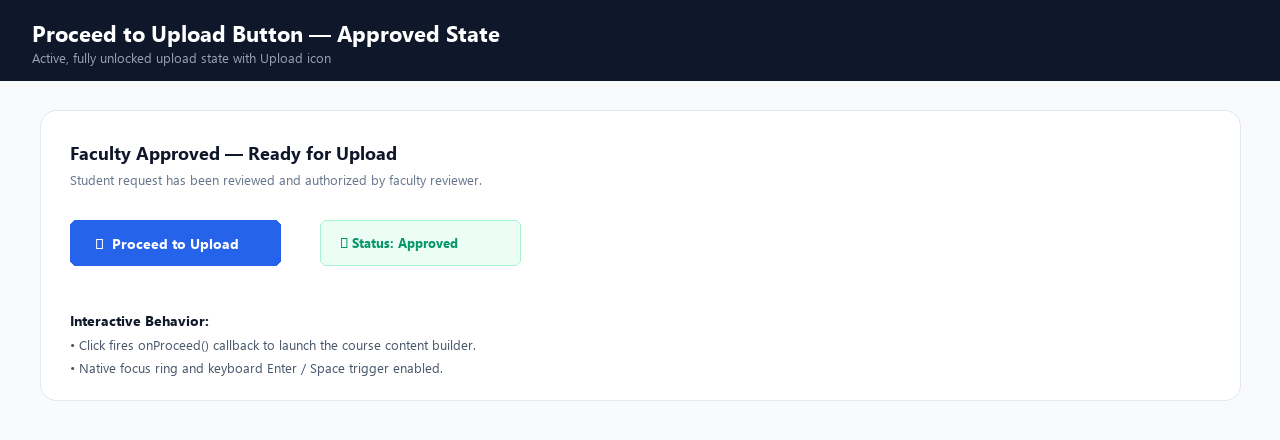 Proceed to Upload Button — Approved State
Active, fully unlocked upload state with Upload icon
Faculty Approved — Ready for Upload
Student request has been reviewed and authorized by faculty reviewer.
Proceed to Upload
Status: Approved
Interactive Behavior:
• Click fires onProceed() callback to launch the course content builder.
• Native focus ring and keyboard Enter / Space trigger enabled.